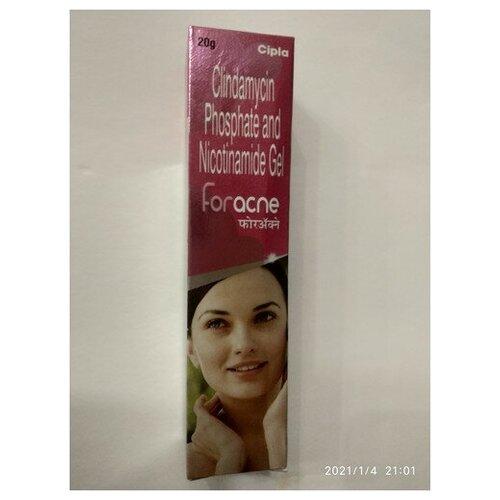 20g
Cipla
Clindamycin
Phosphate and
Nicotinamide Gel
foracne
फोरॲक्ने
2021/1/4 21:01